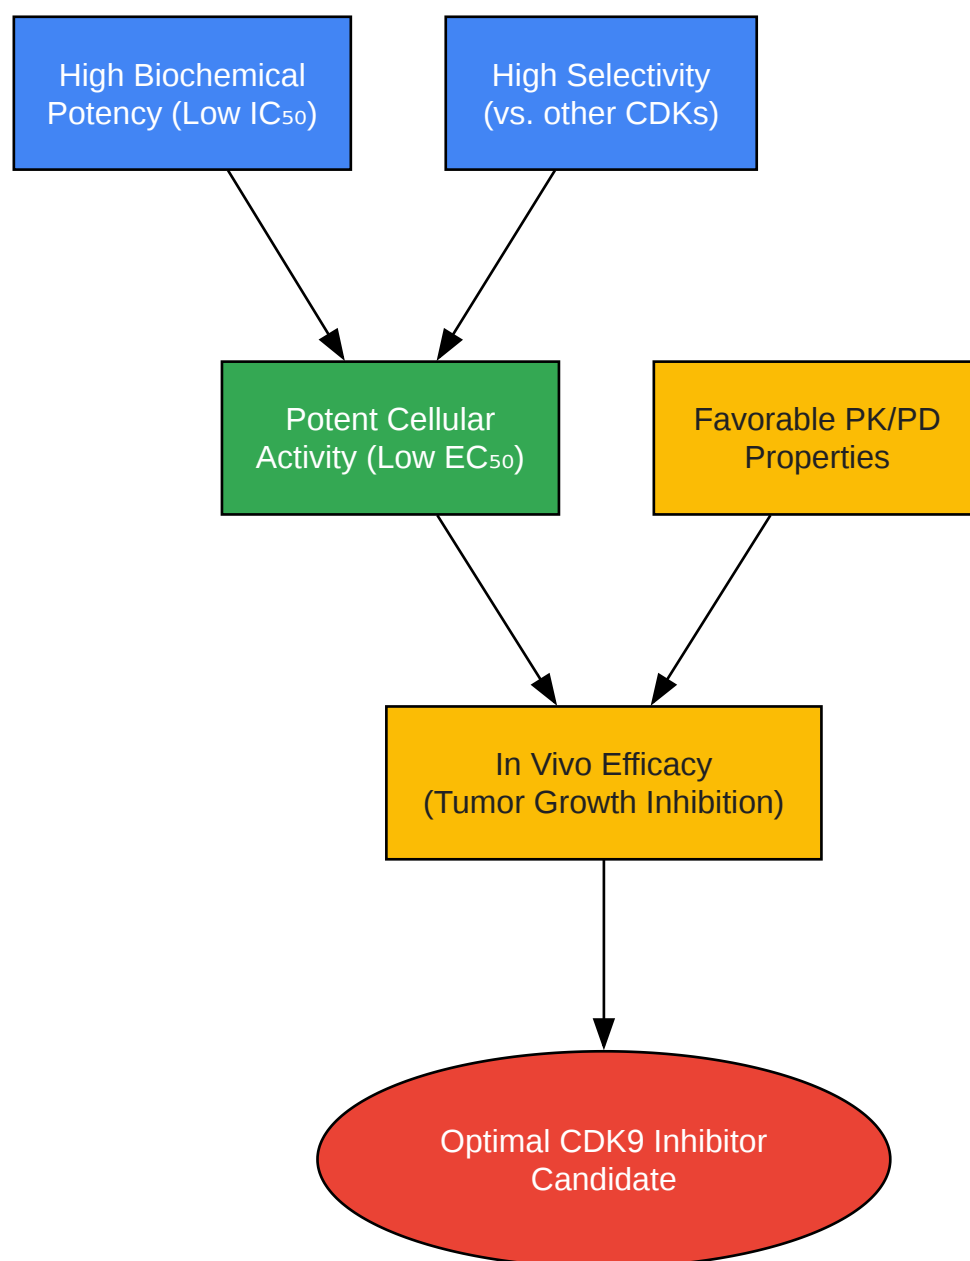 High Biochemical
Potency (Low IC₅₀)
High Selectivity
(vs. other CDKs)
Potent Cellular
Activity (Low EC₅₀)
Favorable PK/PD
Properties
In Vivo Efficacy
(Tumor Growth Inhibition)
Optimal CDK9 Inhibitor
Candidate